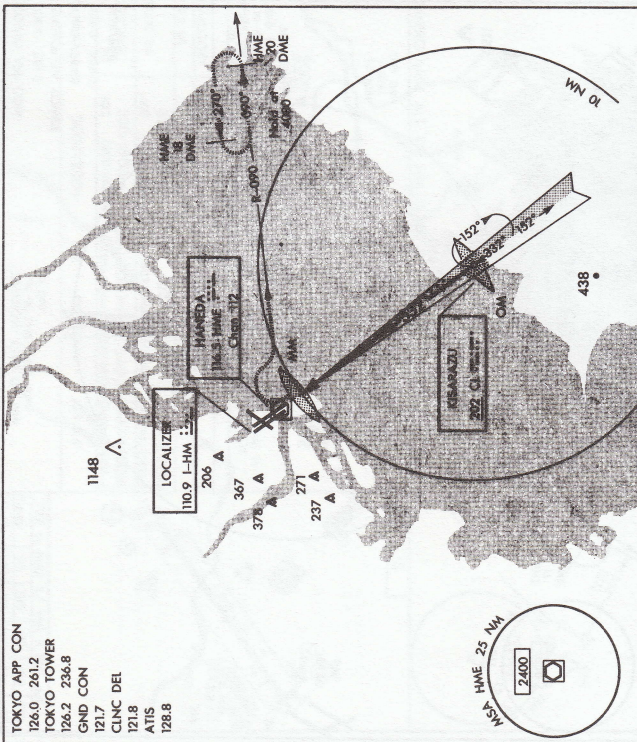 TOKYO APP CON
126.0 261.2
TOKYO TOWER
126.2 236.8
GND CON
121.7
CLNC DEL
121.8
ATIS
128.8
MSA HME 25 NM
2400
1148
LOCALIZER
110.9 I-HM
206
367
378
271
237
HANEDA
HME
Chan 112
MM
R-090
HME
18
DME
270°
090°
Hold at
4000
HME
20
DME
10 NM
KISARAZU
202 CL
OM
152°
332°
152°
438